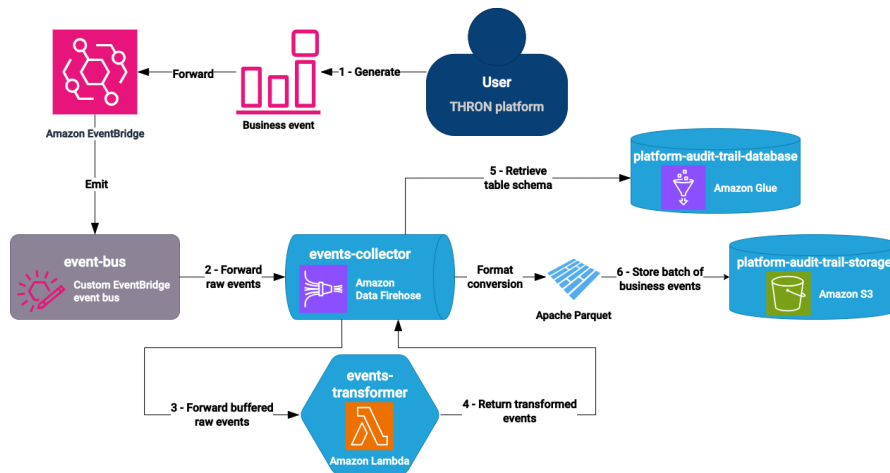 User
THRON platform
1 - Generate
Business event
Forward
Amazon EventBridge
Emit
event-bus
Custom EventBridge
event bus
2 - Forward
raw events
events-collector
Amazon
Data Firehose
3 - Forward buffered
raw events
events-
transformer
Amazon Lambda
4 - Return transformed
events
5 - Retrieve
table schema
platform-audit-trail-database
Amazon Glue
Format
conversion
Apache Parquet
6 - Store batch of
business events
platform-audit-trail-storage
Amazon S3